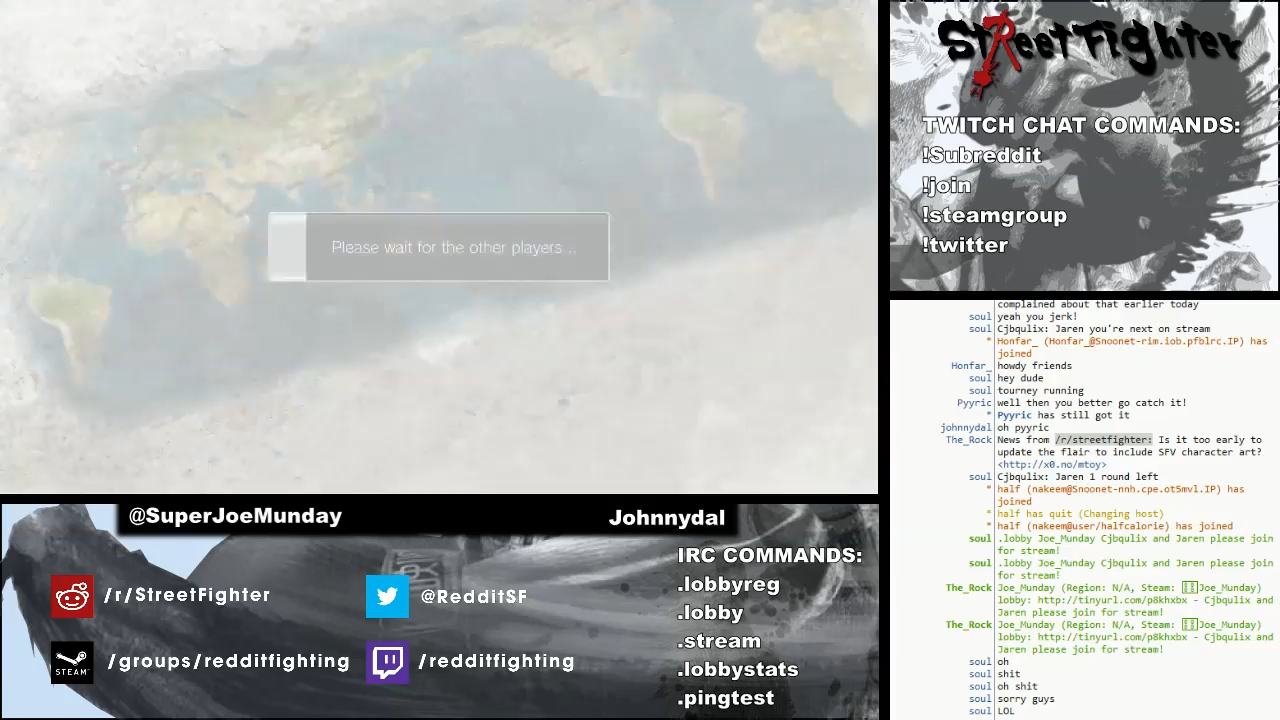 Please wait for the other players...
StReet Fighter
TWITCH CHAT COMMANDS:
!Subreddit
!join
!steamgroup
!twitter
complained about that earlier today
soul yeah you jerk!
soul Cjbqulix: Jaren you're next on stream
* Honfar_ (Honfar_@Snoonet-rim.iob.pfblrc.IP) has
joined
Honfar_ howdy friends
soul hey dude
soul tourney running
Pyyric well then you better go catch it!
* Pyyric has still got it
johnnydal oh pyyric
The_Rock News from /r/streetfighter: Is it too early to
update the flair to include SFV character art?
<http://x0.no/mtoy>
soul Cjbqulix: Jaren 1 round left
* half (nakeem@Snoonet-nnh.cpe.ot5mvl.IP) has
joined
* half has quit (Changing host)
* half (nakeem@user/halfcalorie) has joined
soul .lobby Joe_Munday Cjbqulix and Jaren please join
for stream!
soul .lobby Joe_Munday Cjbqulix and Jaren please join
for stream!
The_Rock Joe_Munday (Region: N/A, Steam: Joe_Munday)
lobby: http://tinyurl.com/p8khxbx - Cjbqulix and
Jaren please join for stream!
The_Rock Joe_Munday (Region: N/A, Steam: Joe_Munday)
lobby: http://tinyurl.com/p8khxbx - Cjbqulix and
Jaren please join for stream!
soul oh
soul shit
soul oh shit
soul sorry guys
soul LOL
@SuperJoeMunday
Johnnydal
/r/StreetFighter
@RedditSF
STEAM
/groups/redditfighting
/redditfighting
IRC COMMANDS:
.lobbyreg
.lobby
.stream
.lobbystats
.pingtest